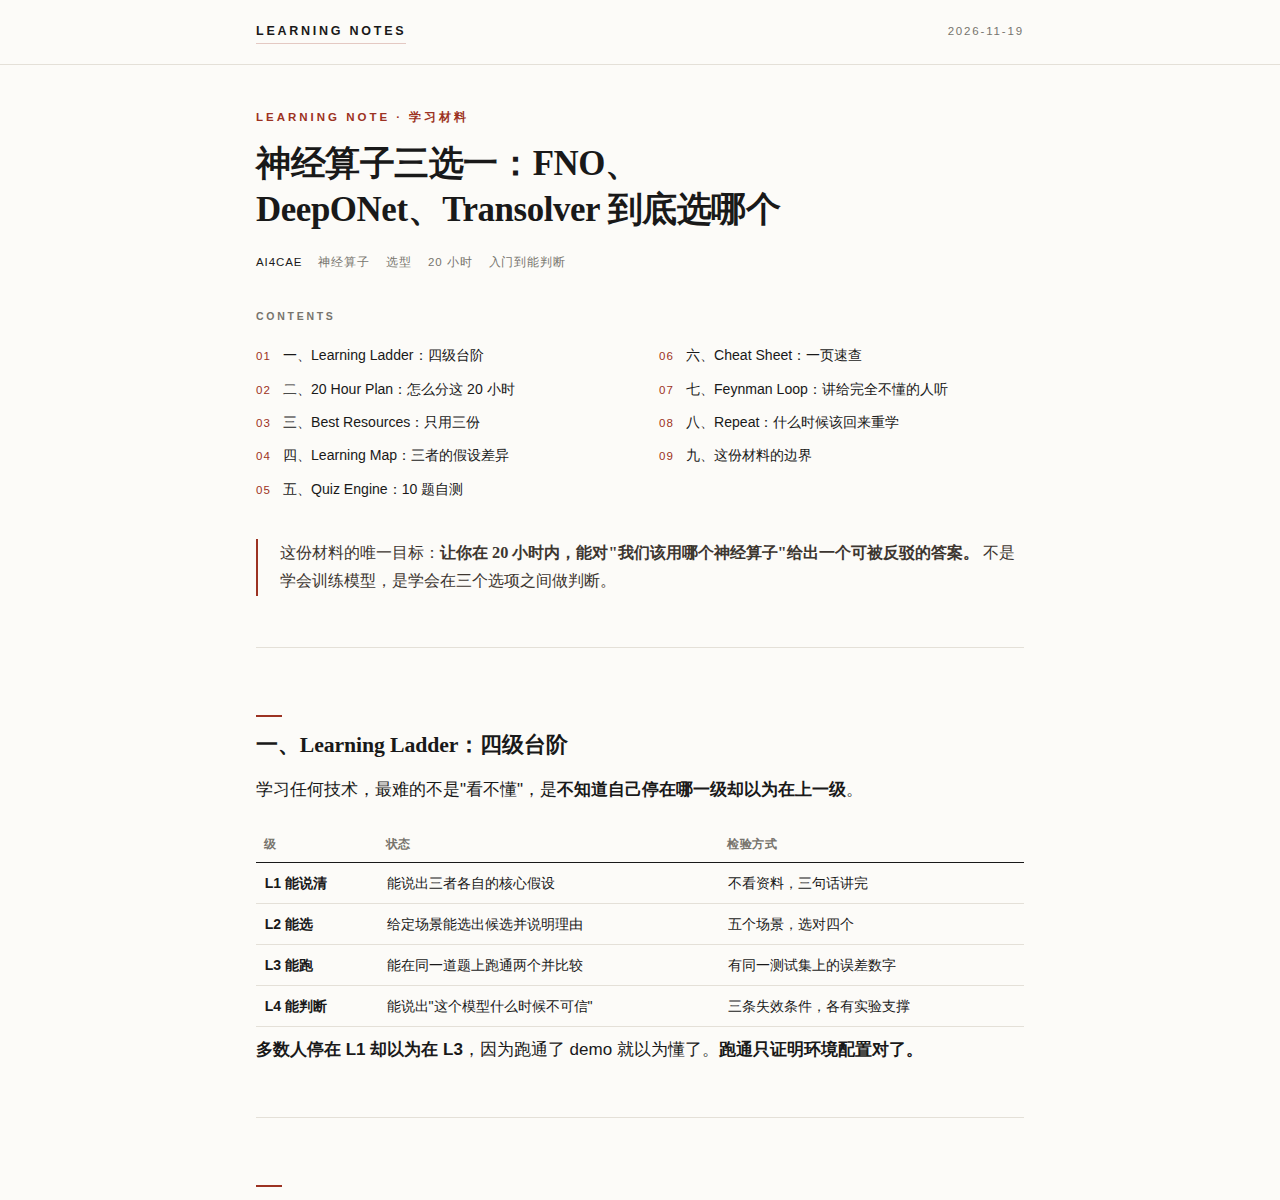 LEARNING NOTES
2026-11-19
LEARNING NOTE · 学习材料
神经算子三选一：FNO、
DeepONet、Transolver 到底选哪个
AI4CAE 神经算子 选型 20 小时 入门到能判断
CONTENTS
01 一、Learning Ladder：四级台阶
02 二、20 Hour Plan：怎么分这 20 小时
03 三、Best Resources：只用三份
04 四、Learning Map：三者的假设差异
05 五、Quiz Engine：10 题自测
06 六、Cheat Sheet：一页速查
07 七、Feynman Loop：讲给完全不懂的人听
08 八、Repeat：什么时候该回来重学
09 九、这份材料的边界
这份材料的唯一目标：让你在 20 小时内，能对"我们该用哪个神经算子"给出一个可被反驳的答案。 不是
学会训练模型，是学会在三个选项之间做判断。
一、Learning Ladder：四级台阶
学习任何技术，最难的不是"看不懂"，是不知道自己停在哪一级却以为在上一级。
级 状态 检验方式
L1 能说清 能说出三者各自的核心假设 不看资料，三句话讲完
L2 能选 给定场景能选出候选并说明理由 五个场景，选对四个
L3 能跑 能在同一道题上跑通两个并比较 有同一测试集上的误差数字
L4 能判断 能说出"这个模型什么时候不可信" 三条失效条件，各有实验支撑
多数人停在 L1 却以为在 L3，因为跑通了 demo 就以为懂了。跑通只证明环境配置对了。